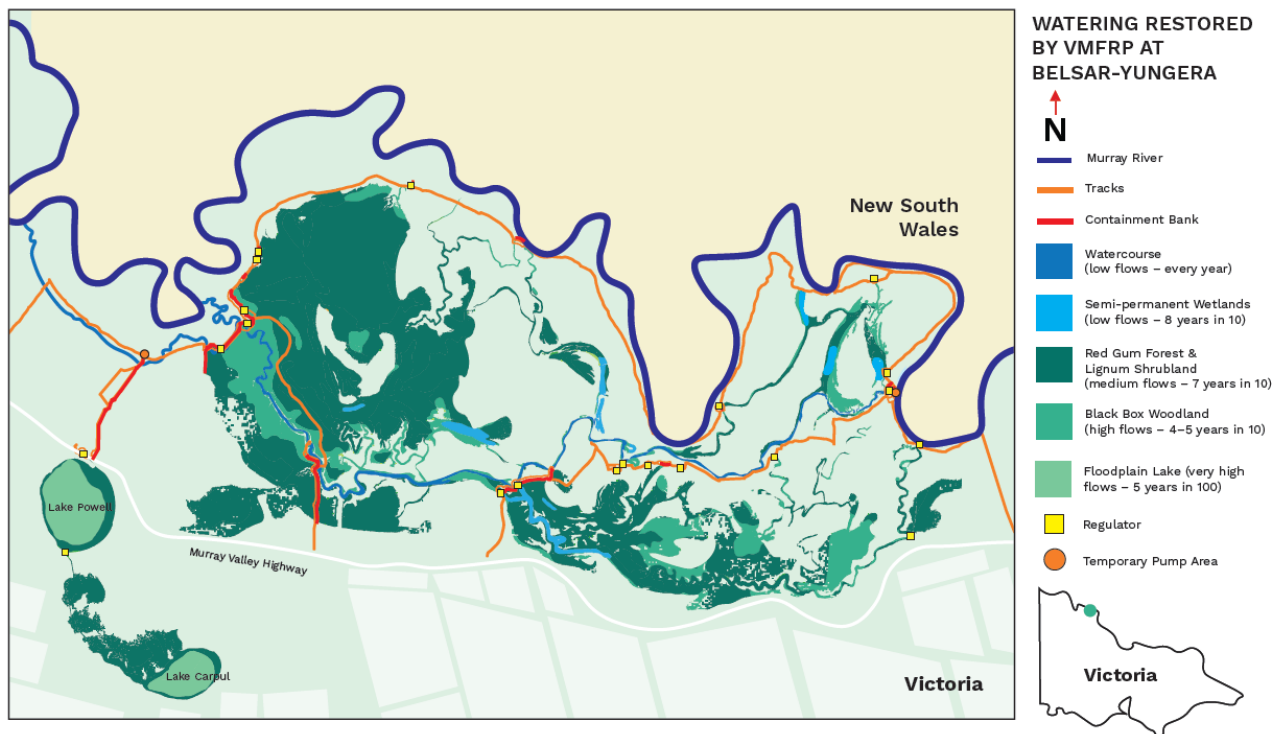 WATERING RESTORED
BY VMFRP AT
BELSAR-YUNGERA
N
Murray River
Tracks
Containment Bank
Watercourse
(low flows – every year)
Semi-permanent Wetlands
(low flows – 8 years in 10)
Red Gum Forest &
Lignum Shrubland
(medium flows – 7 years in 10)
Black Box Woodland
(high flows – 4–5 years in 10)
Floodplain Lake (very high
flows – 5 years in 100)
Regulator
Temporary Pump Area
Victoria
New South
Wales
Lake Powell
Murray Valley Highway
Lake Carpul
Victoria